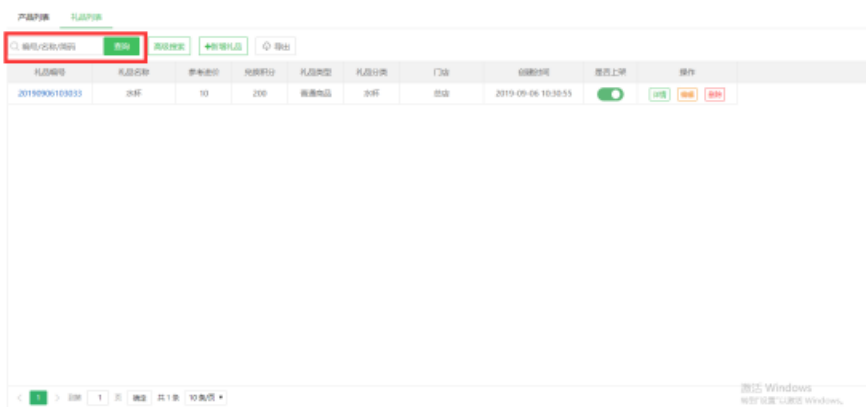 产品列表 礼品列表
编号/名称/简码 查询 高级搜索 +新增礼品 导出
礼品编号 礼品名称 参考进价 兑换积分 礼品类型 礼品分类 门店 创建时间 是否上架 操作
20190906103033 水杯 10 200 普通商品 水杯 总店 2019-09-06 10:30:55 详情 编辑 删除
1 到第 1 页 确定 共1条 10条/页
激活 Windows
转到"设置"以激活 Windows。